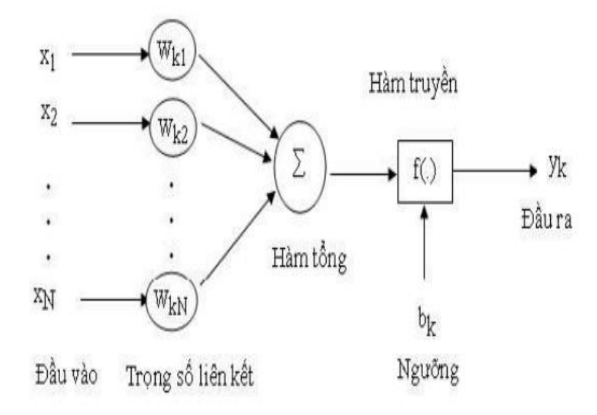 x1
Wk1
x2
Wk2
xN
WkN
Đầu vào
Trọng số liên kết
Σ
Hàm tổng
Hàm truyền
f(.)
yk
Đầu ra
bk
Ngưỡng